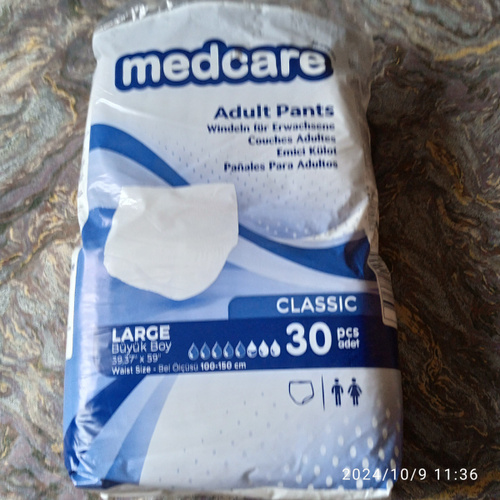 medcare
Adult Pants
Windeln für Erwachsene
Couches Adultes
Emici Külot
Pañales Para Adultos
CLASSIC
LARGE
Büyük Boy
39.37" x 59"
Waist Size - Bel Ölçüsü 100-150 cm
30 pcs
adet
2024/10/9 11:36